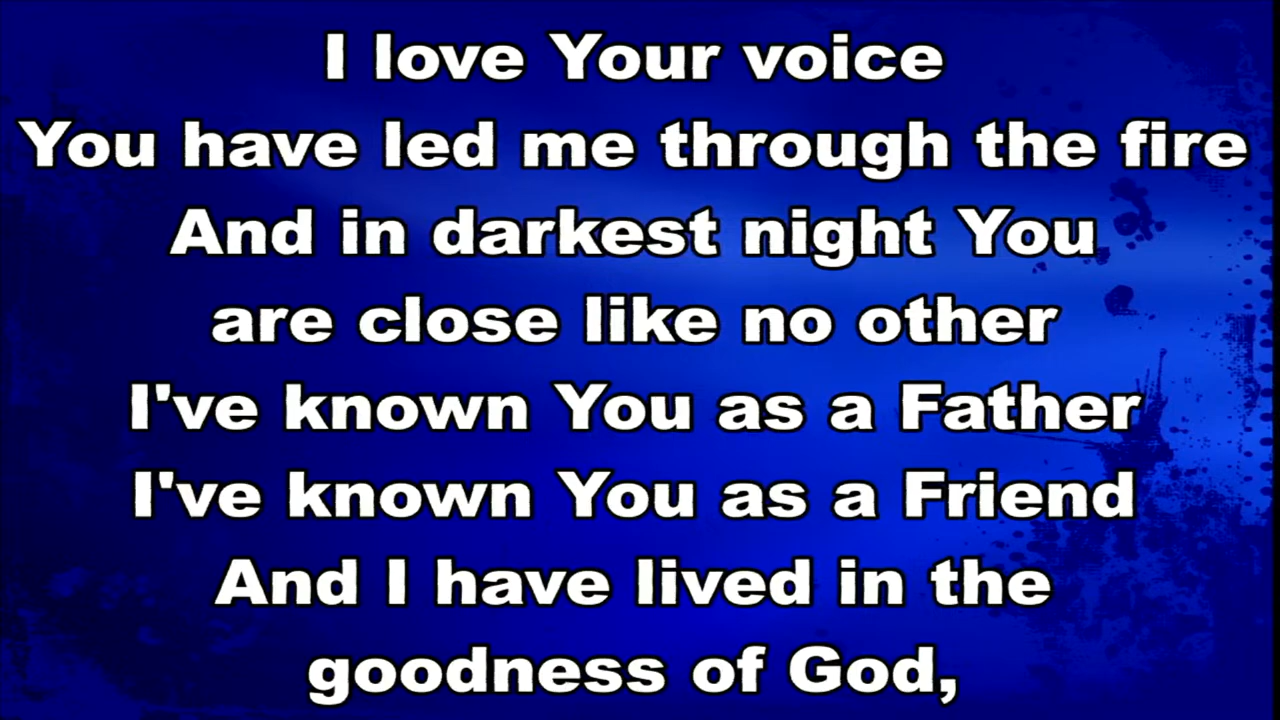 I love Your voice
You have led me through the fire
And in darkest night You
are close like no other
I've known You as a Father
I've known You as a Friend
And I have lived in the
goodness of God,